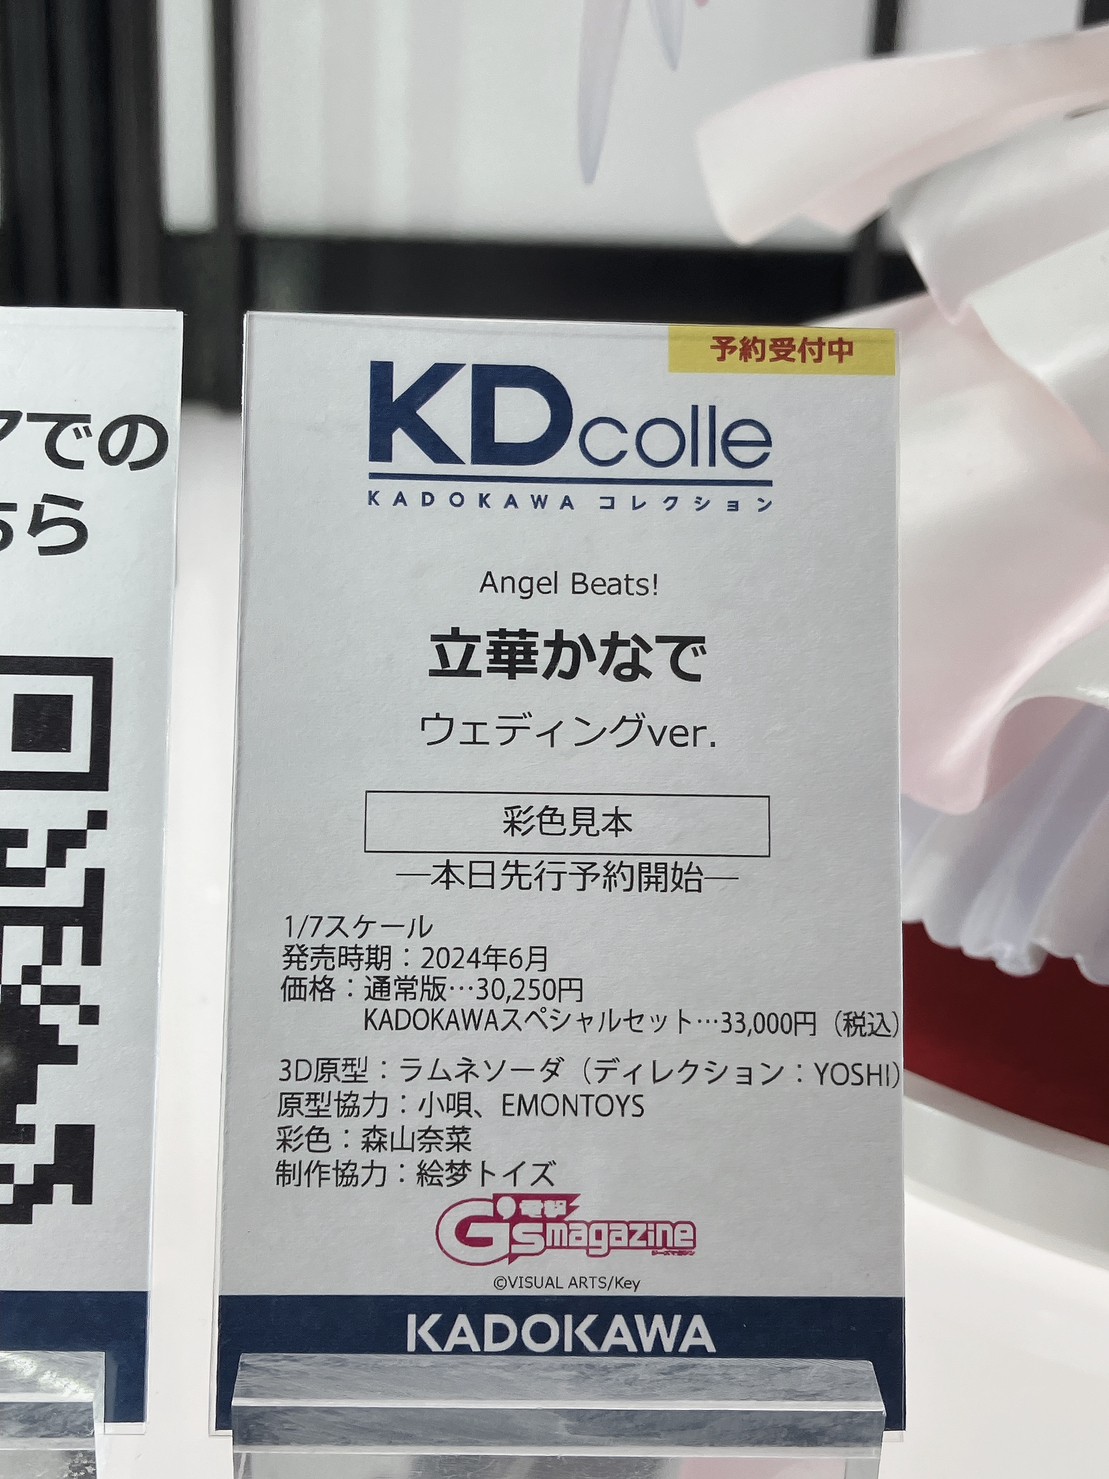 での
ちら
予約受付中
KDcolle
KADOKAWA コレクション
Angel Beats!
立華かなで
ウェディングver.
彩色見本
―本日先行予約開始―
1/7スケール
発売時期：2024年6月
価格：通常版…30,250円
KADOKAWAスペシャルセット…33,000円（税込）
3D原型：ラムネソーダ（ディレクション：YOSHI）
原型協力：小唄、EMONTOYS
彩色：森山奈菜
制作協力：絵梦トイズ
電撃
G'smagazine
ジーズマガジン
©VISUAL ARTS/Key
KADOKAWA